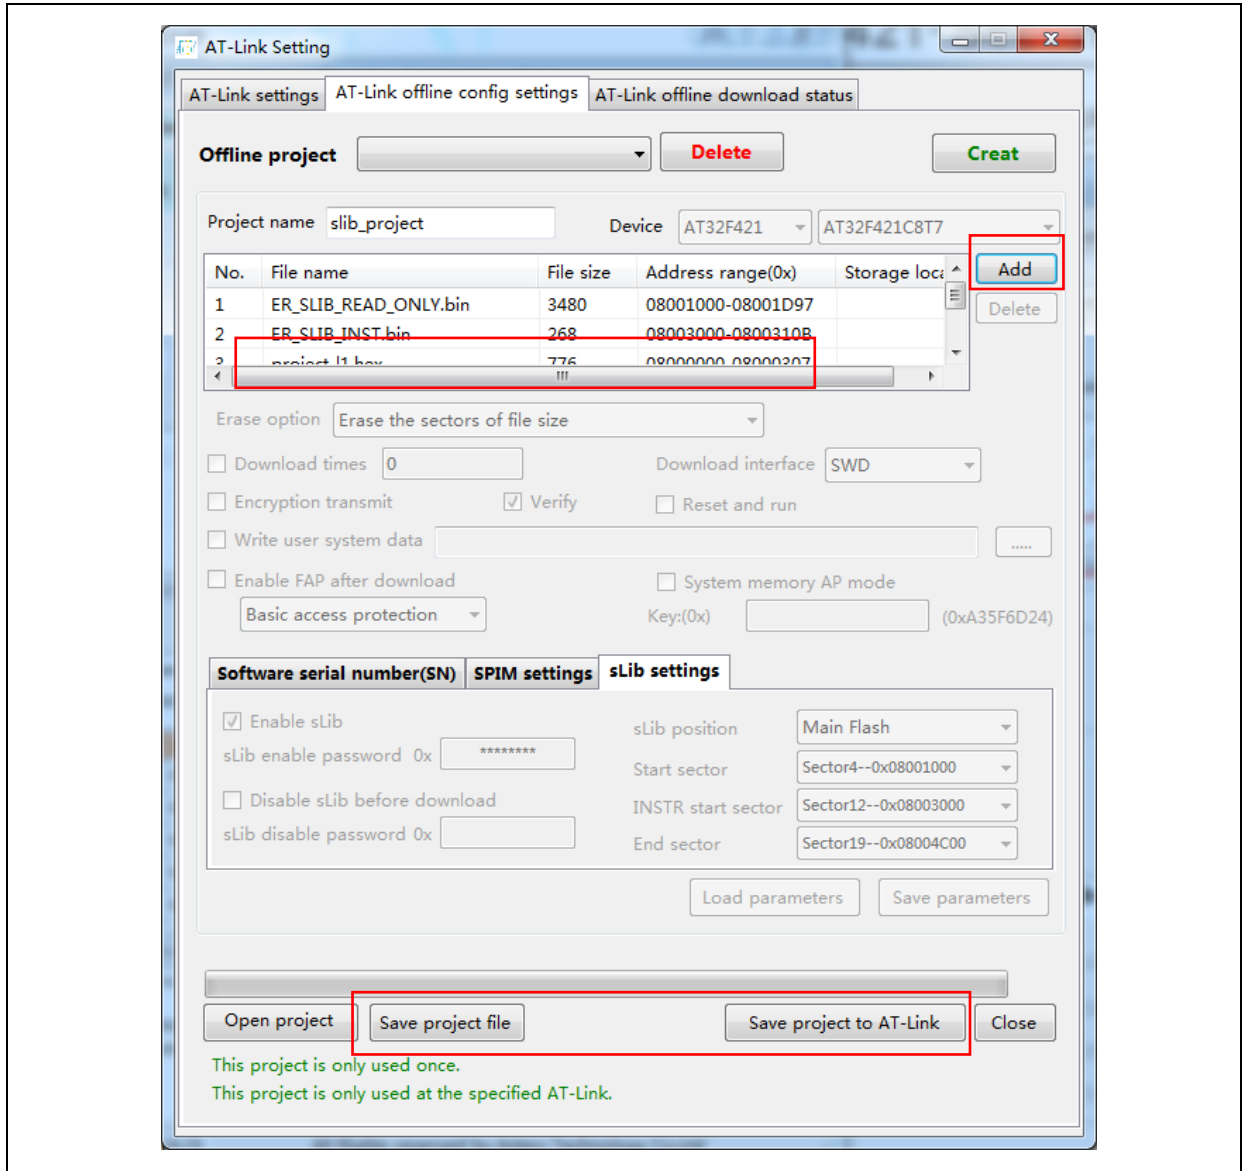 AT-Link Setting
AT-Link settings AT-Link offline config settings AT-Link offline download status
Offline project Delete Creat
Project name slib_project Device AT32F421 AT32F421C8T7
No. File name File size Address range(0x) Storage loca Add
1 ER_SLIB_READ_ONLY.bin 3480 08001000-08001D97 Delete
2 ER_SLIB_INST.bin 268 08003000-0800310B
3 project_l1.hex 776 08000000-08000307
Erase option Erase the sectors of file size
Download times 0 Download interface SWD
Encryption transmit Verify Reset and run
Write user system data .....
Enable FAP after download System memory AP mode
Basic access protection Key:(0x) (0xA35F6D24)
Software serial number(SN) SPIM settings sLib settings
Enable sLib sLib position Main Flash
sLib enable password 0x ******** Start sector Sector4--0x08001000
Disable sLib before download INSTR start sector Sector12--0x08003000
sLib disable password 0x End sector Sector19--0x08004C00
Load parameters Save parameters
Open project Save project file Save project to AT-Link Close
This project is only used once.
This project is only used at the specified AT-Link.